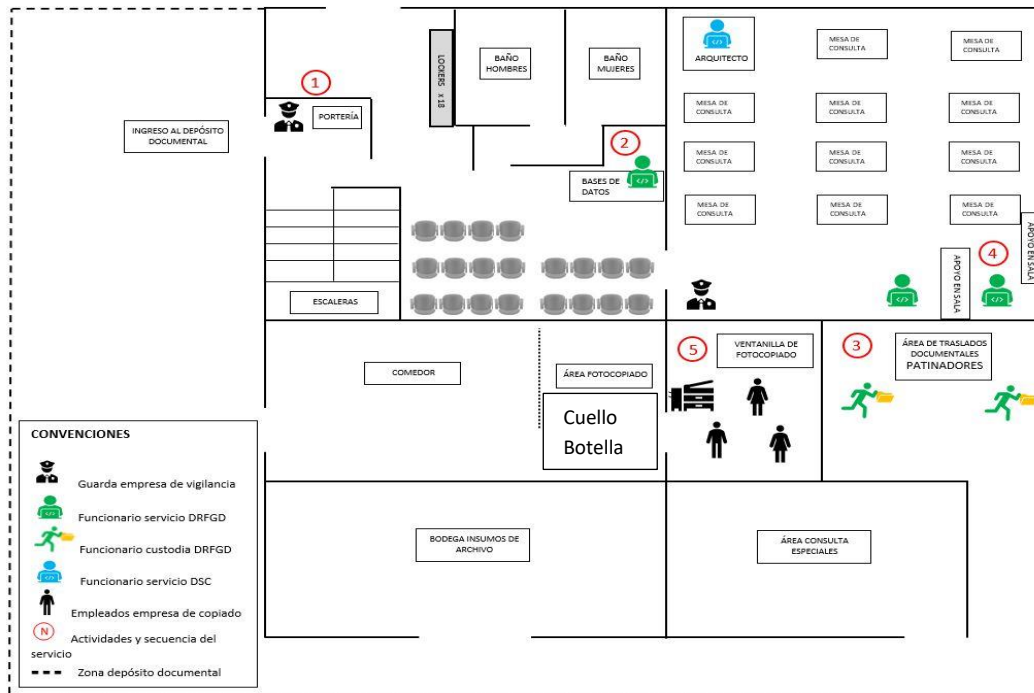 1
PORTERÍA
INGRESO AL DEPÓSITO
DOCUMENTAL
LOCKERS x 18
BAÑO
HOMBRES
BAÑO
MUJERES
2
BASES DE
DATOS
ESCALERAS
ARQUITECTO
MESA DE
CONSULTA
MESA DE
CONSULTA
MESA DE
CONSULTA
MESA DE
CONSULTA
MESA DE
CONSULTA
MESA DE
CONSULTA
MESA DE
CONSULTA
MESA DE
CONSULTA
MESA DE
CONSULTA
MESA DE
CONSULTA
MESA DE
CONSULTA
APOYO EN SALA
4
APOYO EN SALA
COMEDOR
ÁREA FOTOCOPIADO
Cuello
Botella
5
VENTANILLA DE
FOTOCOPIADO
3
ÁREA DE TRASLADOS
DOCUMENTALES
PATINADORES
BODEGA INSUMOS DE
ARCHIVO
ÁREA CONSULTA
ESPECIALES
CONVENCIONES
Guarda empresa de vigilancia
Funcionario servicio DRFGD
Funcionario custodia DRFGD
Funcionario servicio DSC
Empleados empresa de copiado
N Actividades y secuencia del
servicio
Zona depósito documental